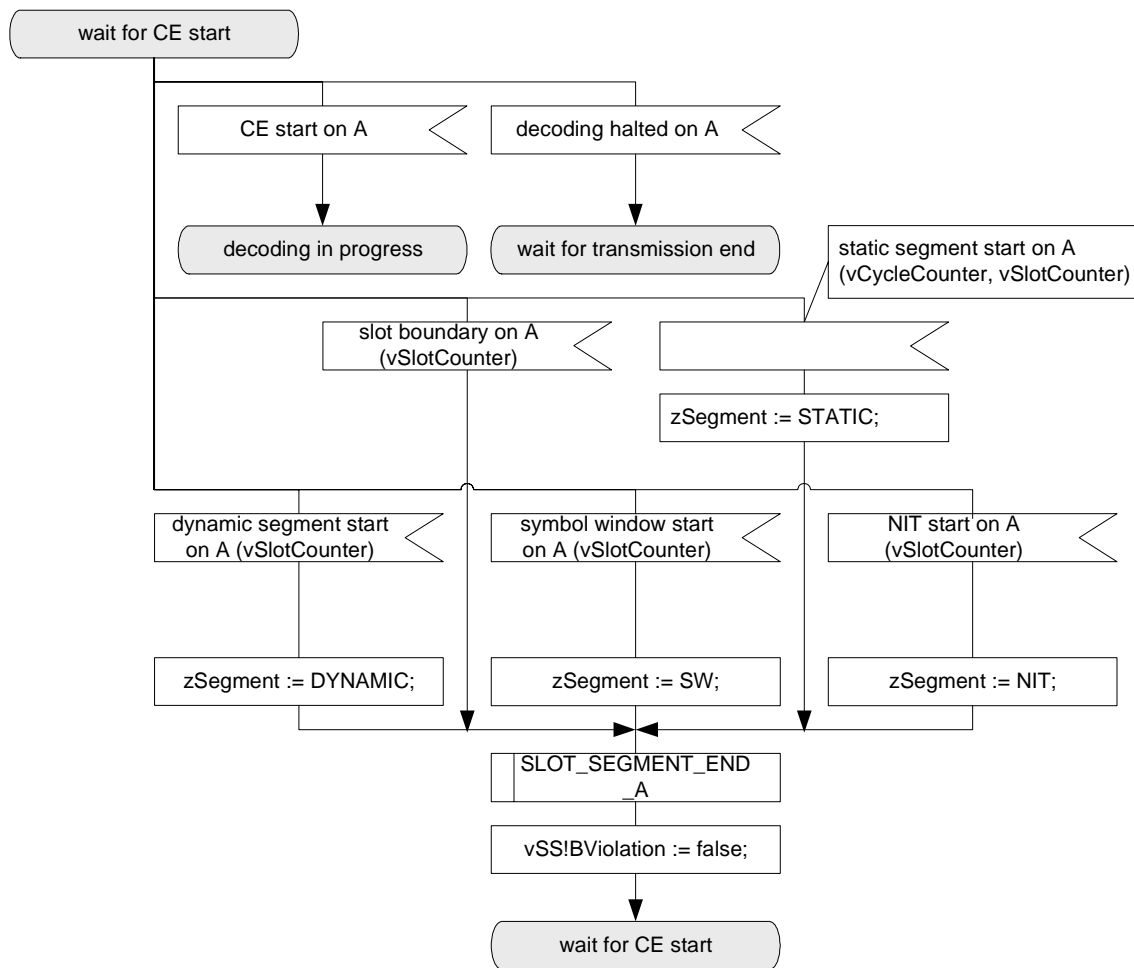 wait for CE start
CE start on A
decoding halted on A
decoding in progress
wait for transmission end
static segment start on A
(vCycleCounter, vSlotCounter)
slot boundary on A
(vSlotCounter)
zSegment := STATIC;
dynamic segment start
on A (vSlotCounter)
symbol window start
on A (vSlotCounter)
NIT start on A
(vSlotCounter)
zSegment := DYNAMIC;
zSegment := SW;
zSegment := NIT;
SLOT_SEGMENT_END
_A
vSS!BViolation := false;
wait for CE start